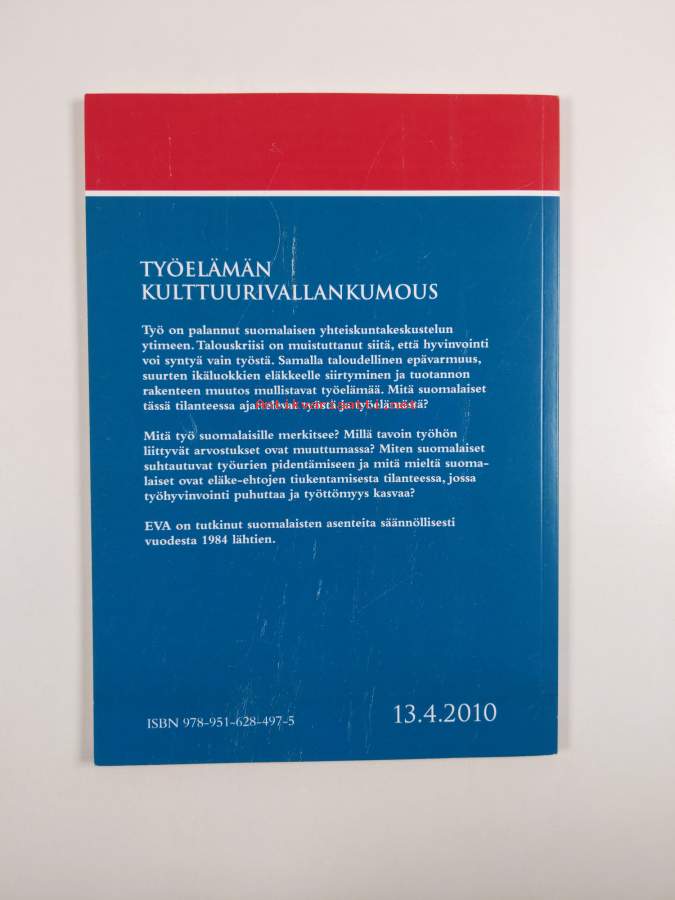 TYÖELÄMÄN
KULTTUURIVALLANKUMOUS
Työ on palannut suomalaisen yhteiskuntakeskustelun
ytimeen. Talouskriisi on muistuttanut siitä, että hyvinvointi
voi syntyä vain työstä. Samalla taloudellinen epävarmuus,
suurten ikäluokkien eläkkeelle siirtyminen ja tuotannon
rakenteen muutos mullistavat työelämää. Mitä suomalaiset
tässä tilanteessa ajattelevat työstä ja työelämästä?
Mitä työ suomalaisille merkitsee? Millä tavoin työhön
liittyvät arvostukset ovat muuttumassa? Miten suomalaiset
suhtautuvat työurien pidentämiseen ja mitä mieltä suoma-
laiset ovat eläke-ehtojen tiukentamisesta tilanteessa, jossa
työhyvinvointi puhuttaa ja työttömyys kasvaa?
EVA on tutkinut suomalaisten asenteita säännöllisesti
vuodesta 1984 lähtien.
ISBN 978-951-628-497-5
13.4.2010